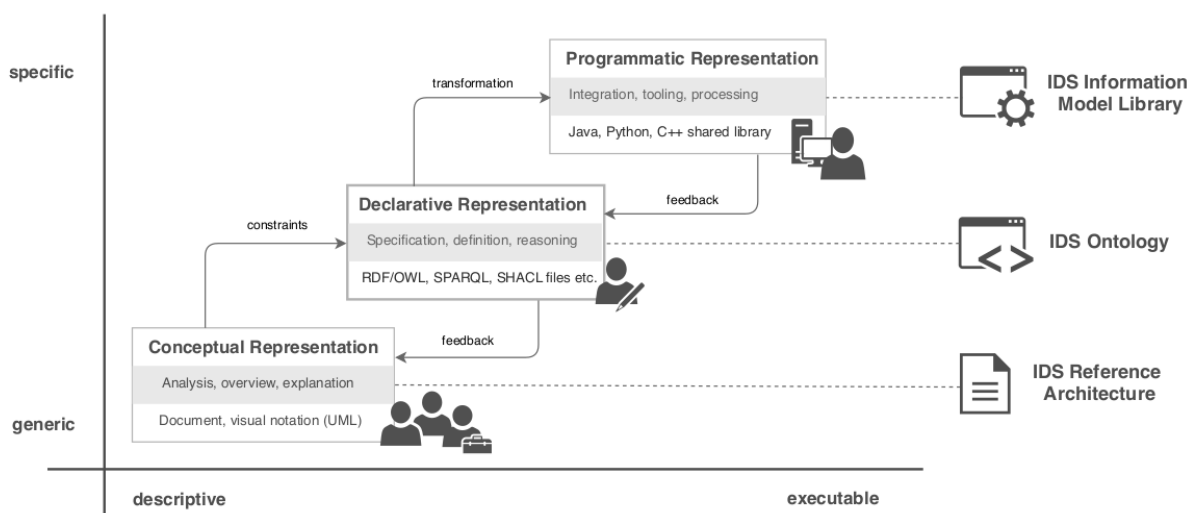 specific
Programmatic Representation
Integration, tooling, processing
Java, Python, C++ shared library
IDS Information
Model Library
transformation
feedback
Declarative Representation
Specification, definition, reasoning
RDF/OWL, SPARQL, SHACL files etc.
IDS Ontology
constraints
feedback
Conceptual Representation
Analysis, overview, explanation
Document, visual notation (UML)
IDS Reference
Architecture
generic
descriptive
executable